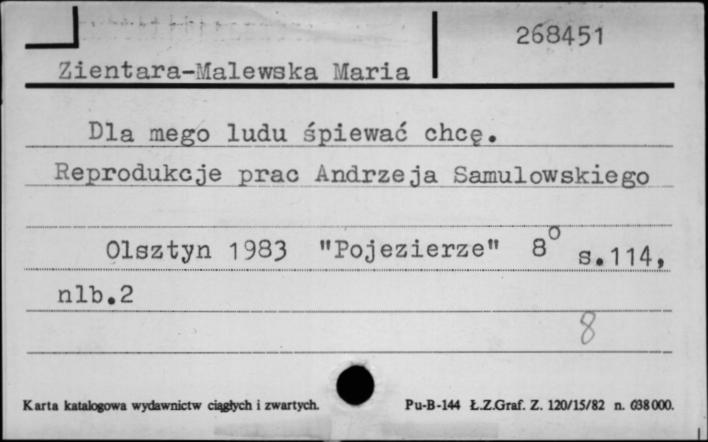 268451
Zientara-Malewska Maria
Dla mego ludu śpiewać chcę.
Reprodukcje prac Andrzeja Samulowskiego
Olsztyn 1983 "Pojezierze" 8° s.114,
nlb.2
8
Karta katalogowa wydawnictw ciągłych i zwartych. Pu-B-144 Ł.Z.Graf. Z. 120/15/82 n. 638000.